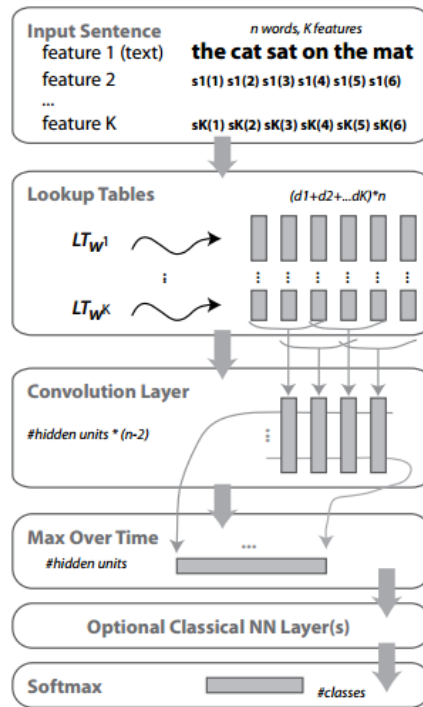 Input Sentence
n words, K features
feature 1 (text) the cat sat on the mat
feature 2 s1(1) s1(2) s1(3) s1(4) s1(5) s1(6)
...
feature K sK(1) sK(2) sK(3) sK(4) sK(5) sK(6)
Lookup Tables
(d1+d2+...dK)*n
LTw1
⋮
LTwK
Convolution Layer
#hidden units * (n-2)
Max Over Time
...
#hidden units
Optional Classical NN Layer(s)
Softmax
#classes